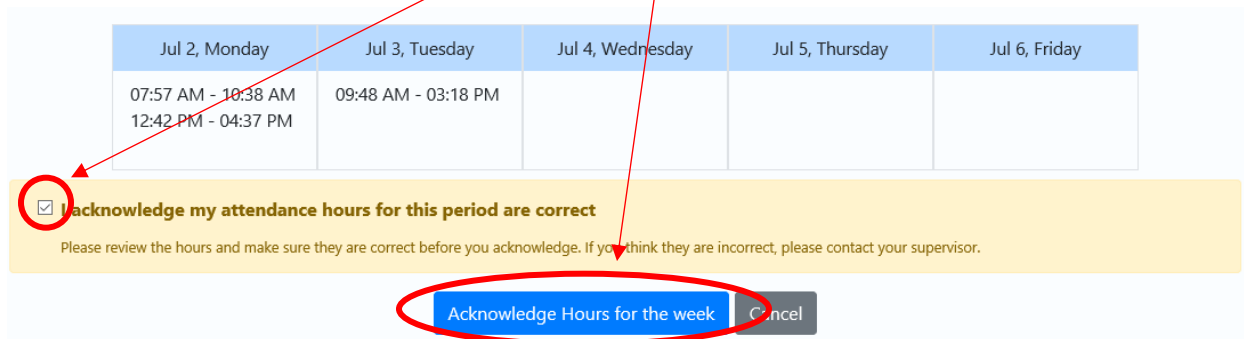 Jul 2, Monday Jul 3, Tuesday Jul 4, Wednesday Jul 5, Thursday Jul 6, Friday
07:57 AM - 10:38 AM 09:48 AM - 03:18 PM
12:42 PM - 04:37 PM
I acknowledge my attendance hours for this period are correct
Please review the hours and make sure they are correct before you acknowledge. If you think they are incorrect, please contact your supervisor.
Acknowledge Hours for the week Cancel